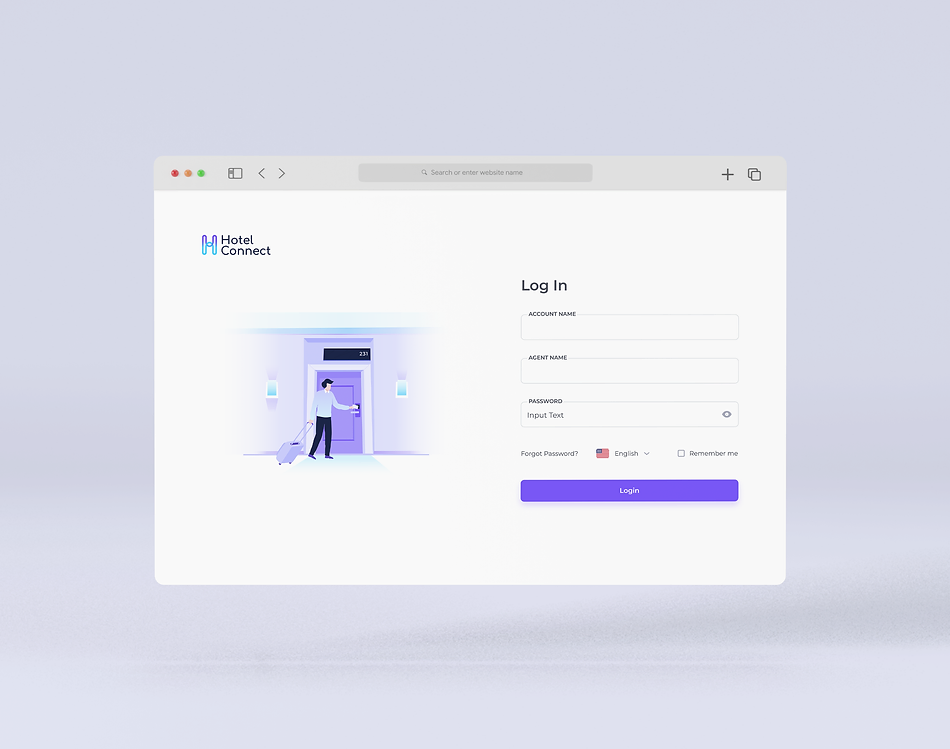 Search or enter website name
Hotel
Connect
Log In
ACCOUNT NAME
231
AGENT NAME
PASSWORD
Input Text
Forgot Password? English Remember me
Login